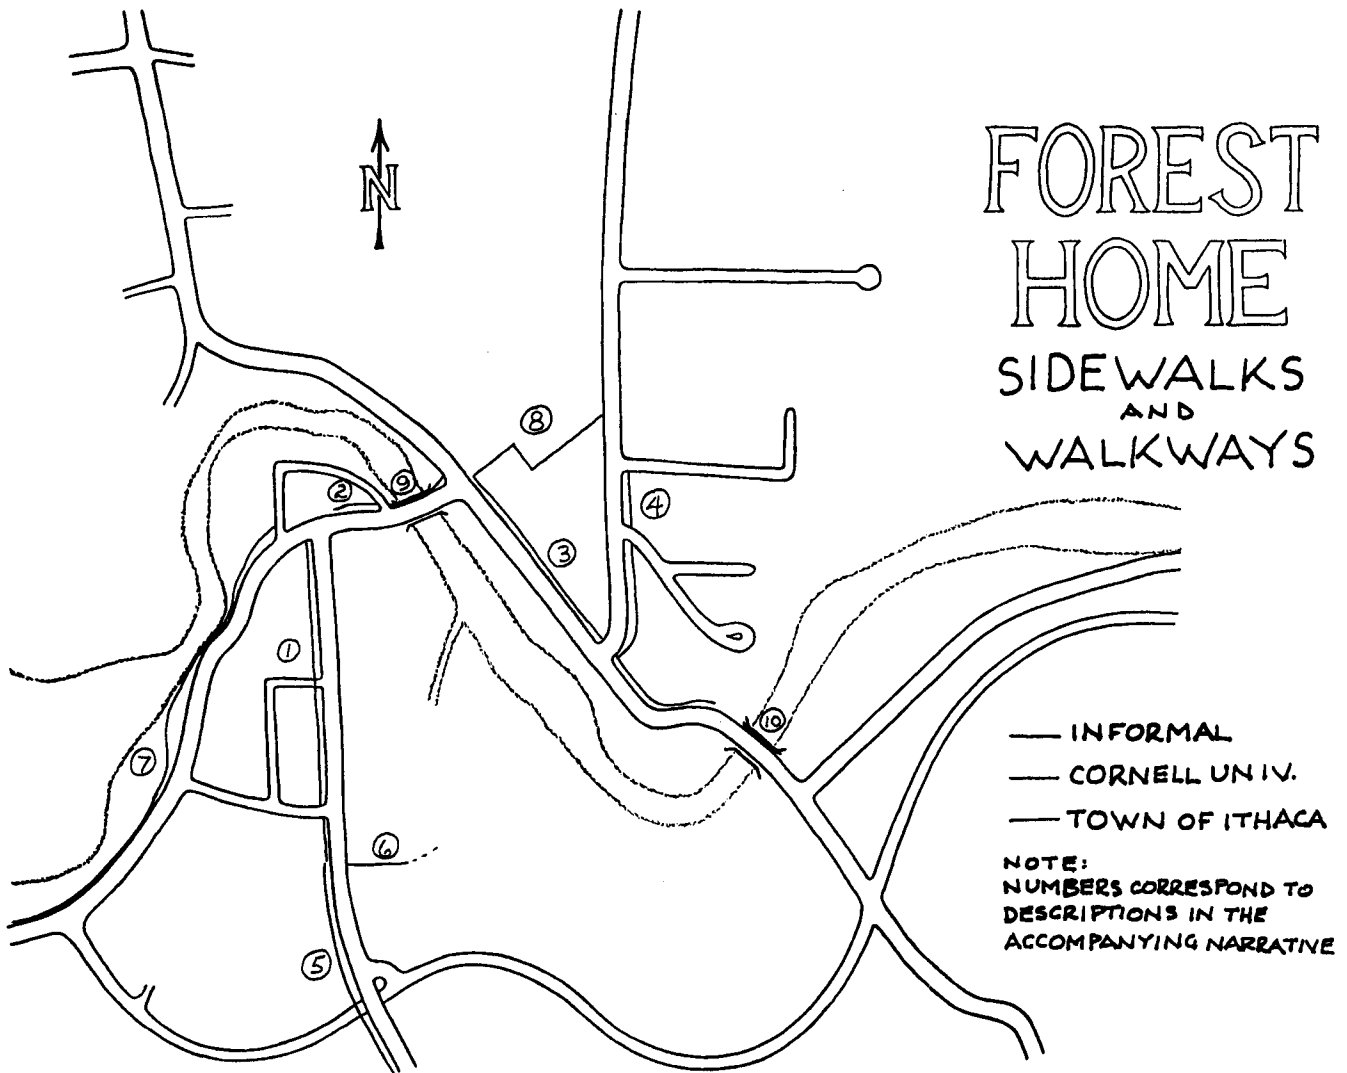 N
FOREST
HOME
SIDEWALKS
AND
WALKWAYS
8
2
9
4
3
1
10
7
6
5
INFORMAL
CORNELL UNIV.
TOWN OF ITHACA
NOTE:
NUMBERS CORRESPOND TO
DESCRIPTIONS IN THE
ACCOMPANYING NARRATIVE